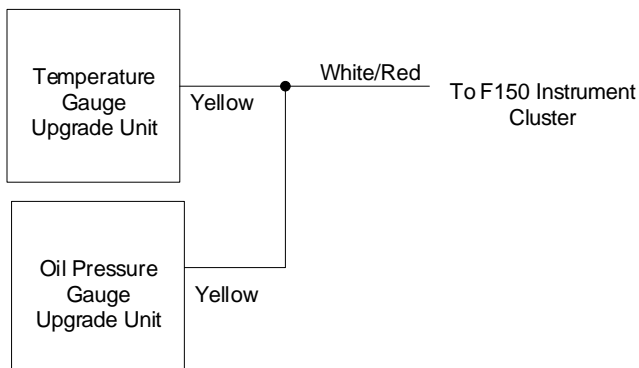 Temperature
Gauge
Upgrade Unit
Yellow
White/Red
To F150 Instrument
Cluster
Oil Pressure
Gauge
Upgrade Unit
Yellow